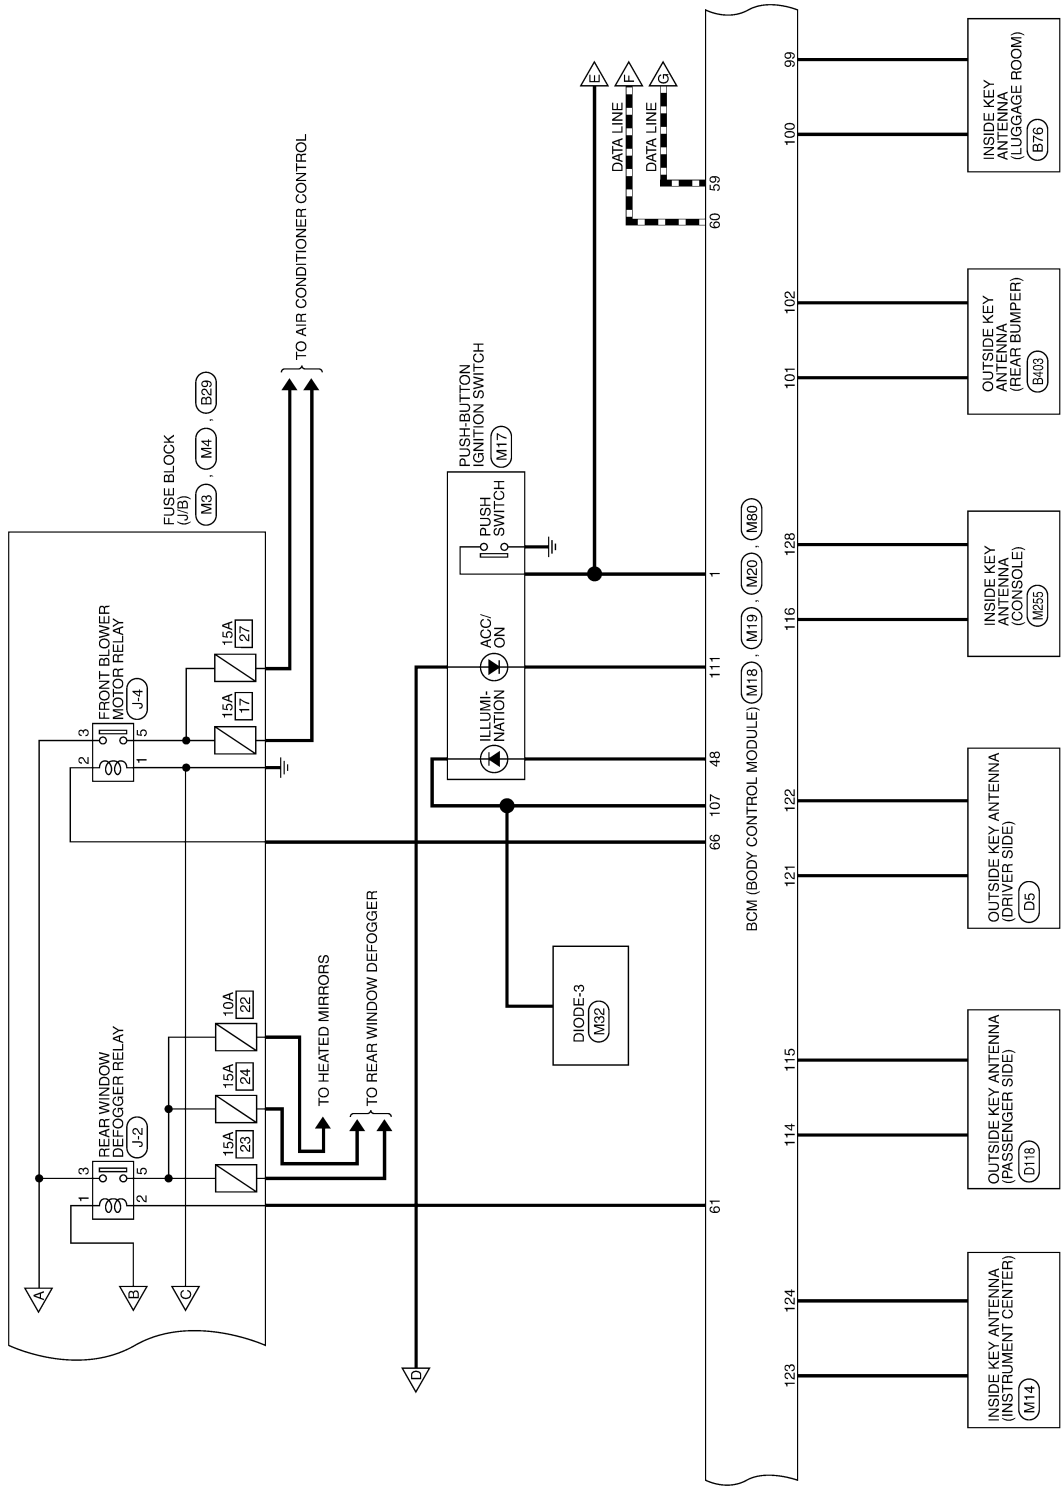 A
B
C
REAR WINDOW
DEFOGGER RELAY
J-2
1
3
2
5
15A
23
15A
24
10A
22
TO HEATED MIRRORS
TO REAR WINDOW DEFOGGER
FRONT BLOWER
MOTOR RELAY
J-4
2
3
1
5
15A
17
15A
27
FUSE BLOCK
(J/B)
M3 , M4 , B29
TO AIR CONDITIONER CONTROL
D
DIODE-3
M32
ILLUMI-
NATION
ACC/
ON
PUSH
SWITCH
PUSH-BUTTON
IGNITION SWITCH
M17
E
DATA LINE
F
DATA LINE
G
61
66
107
48
111
1
60
59
BCM (BODY CONTROL MODULE) M18 , M19 , M20 , M80
123
124
114
115
121
122
116
128
101
102
100
99
INSIDE KEY ANTENNA
(INSTRUMENT CENTER)
M14
OUTSIDE KEY ANTENNA
(PASSENGER SIDE)
D118
OUTSIDE KEY ANTENNA
(DRIVER SIDE)
D5
INSIDE KEY
ANTENNA
(CONSOLE)
M255
OUTSIDE KEY
ANTENNA
(REAR BUMPER)
B403
INSIDE KEY
ANTENNA
(LUGGAGE ROOM)
B76